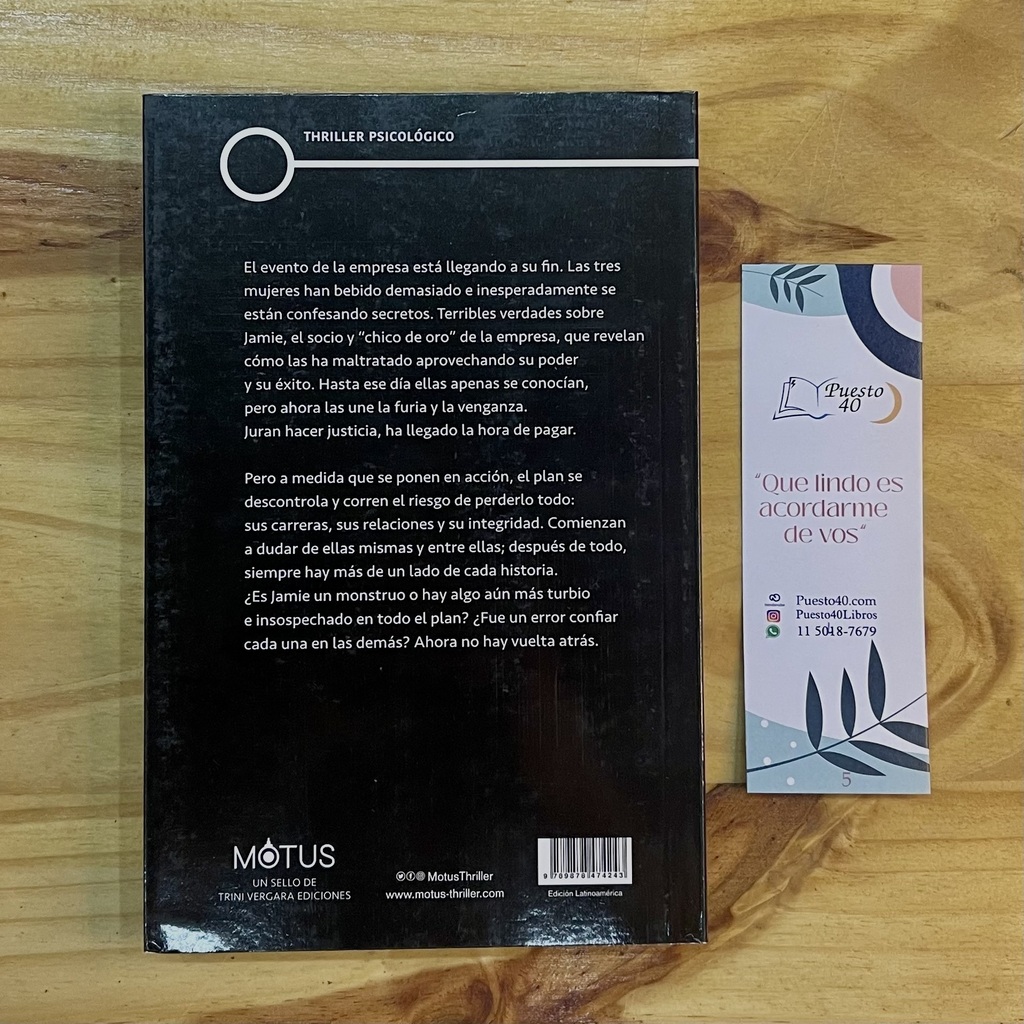 THRILLER PSICOLÓGICO
El evento de la empresa está llegando a su fin. Las tres
mujeres han bebido demasiado e inesperadamente se
están confesando secretos. Terribles verdades sobre
Jamie, el socio y “chico de oro” de la empresa, que revelan
cómo las ha maltratado aprovechando su poder
y su éxito. Hasta ese día ellas apenas se conocían,
pero ahora las une la furia y la venganza.
Juran hacer justicia, ha llegado la hora de pagar.
Pero a medida que se ponen en acción, el plan se
descontrola y corren el riesgo de perderlo todo:
sus carreras, sus relaciones y su integridad. Comienzan
a dudar de ellas mismas y entre ellas; después de todo,
siempre hay más de un lado de cada historia.
¿Es Jamie un monstruo o hay algo aún más turbio
e insospechado en todo el plan? ¿Fue un error confiar
cada una en las demás? Ahora no hay vuelta atrás.
MOTUS
UN SELLO DE
TRINI VERGARA EDICIONES
MotusThriller
www.motus-thriller.com
Edición Latinoamérica
Puesto
40
“Que lindo es
acordarme
de vos“
Puesto40.com
Puesto40Libros
11 5018-7679
5